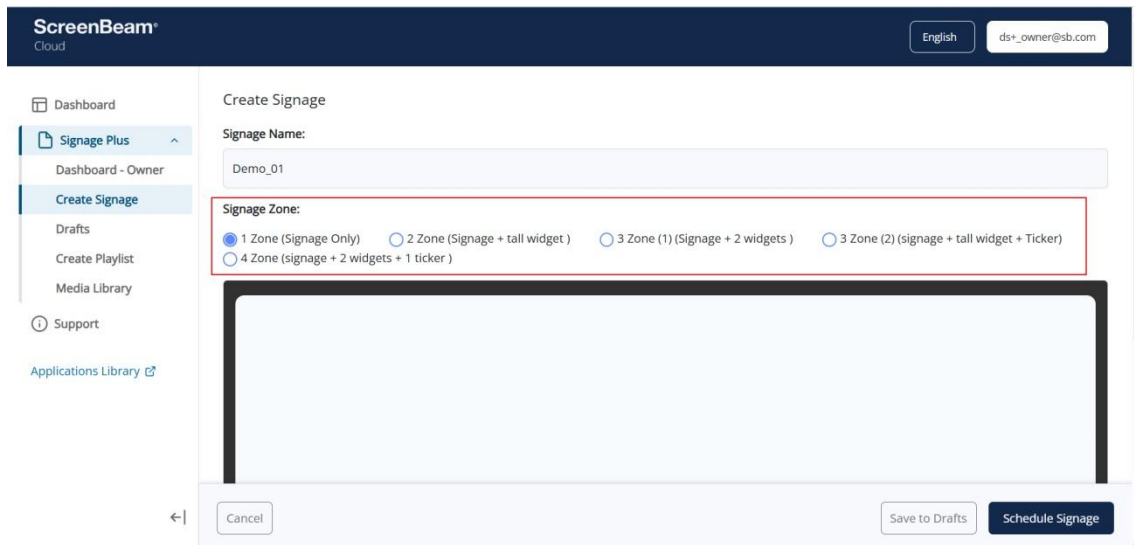 ScreenBeam®
Cloud
English
ds+_owner@sb.com
Dashboard
Signage Plus
Dashboard - Owner
Create Signage
Drafts
Create Playlist
Media Library
Support
Applications Library
Create Signage
Signage Name:
Demo_01
Signage Zone:
1 Zone (Signage Only) 2 Zone (Signage + tall widget ) 3 Zone (1) (Signage + 2 widgets ) 3 Zone (2) (signage + tall widget + Ticker)
4 Zone (signage + 2 widgets + 1 ticker )
Cancel
Save to Drafts
Schedule Signage